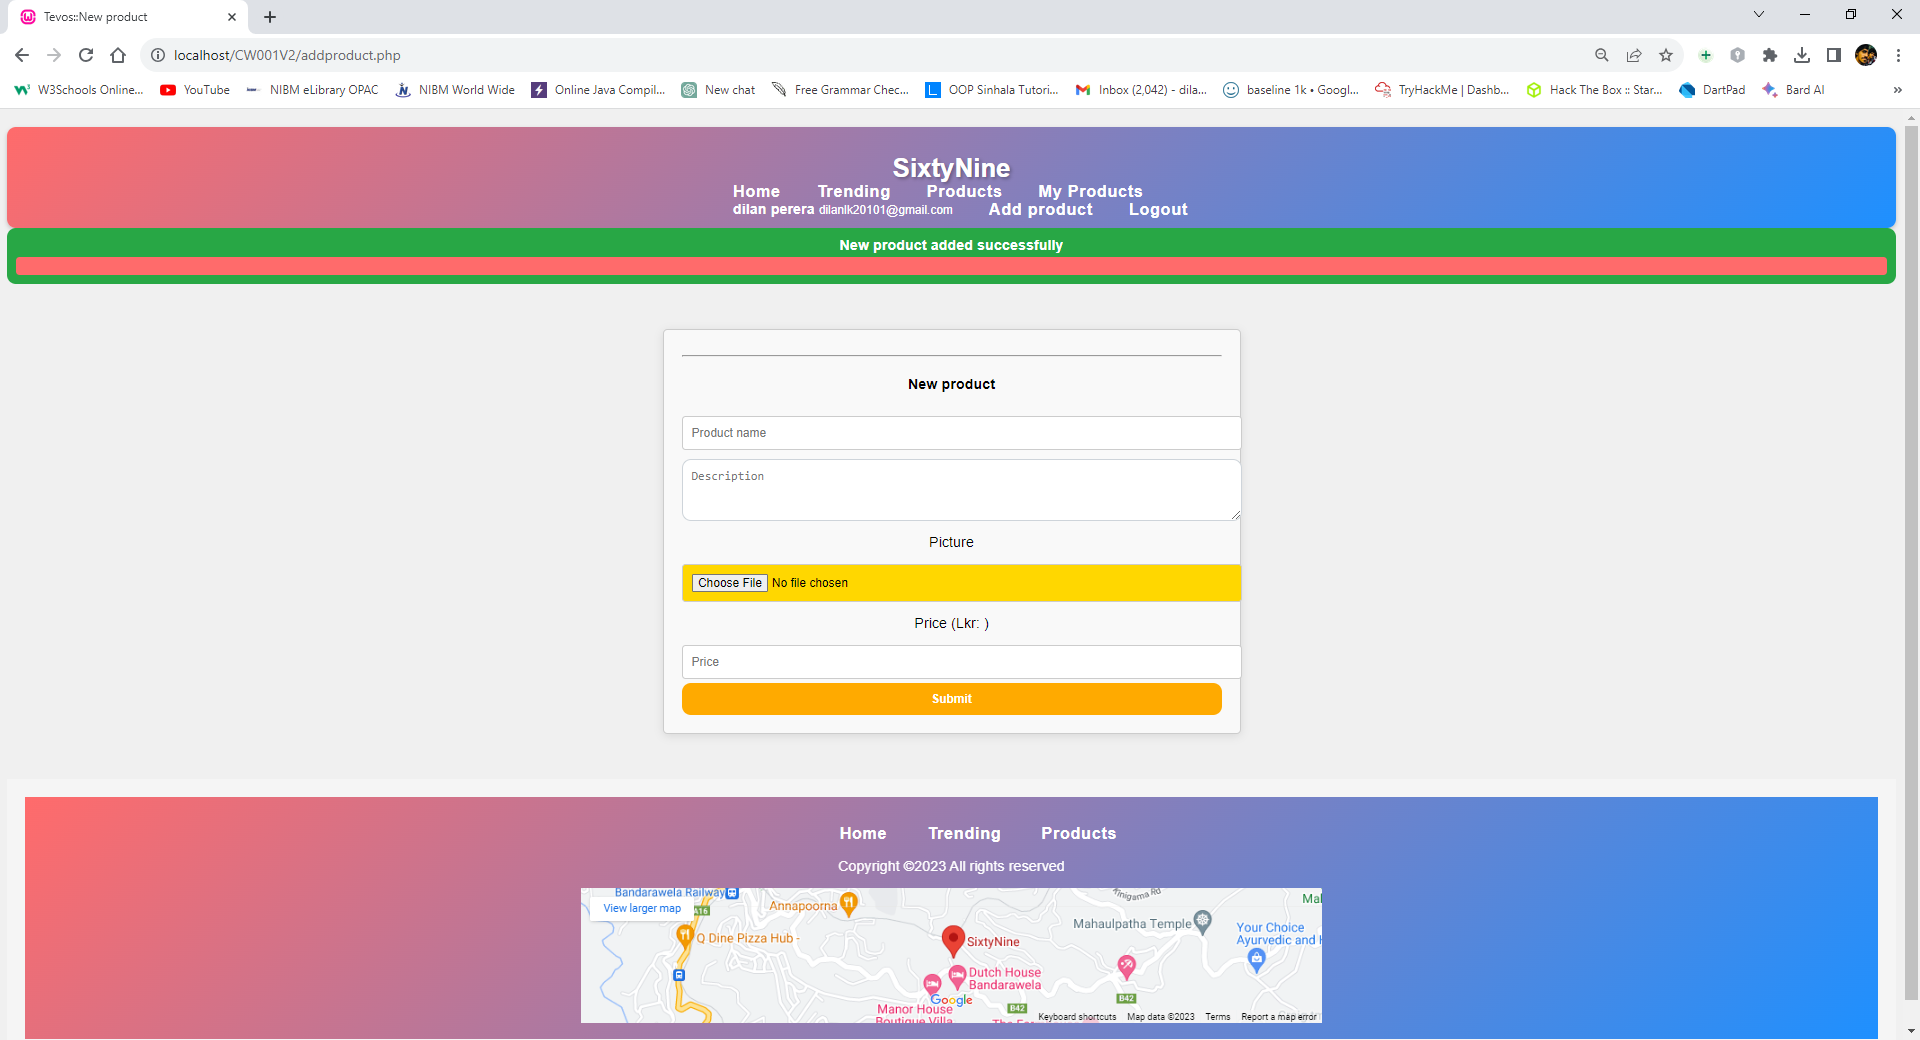 Tevos::New product
localhost/CW001V2/addproduct.php
W3Schools Online... YouTube NIBM eLibrary OPAC NIBM World Wide Online Java Compil... New chat Free Grammar Chec... OOP Sinhala Tutori... Inbox (2,042) - dila... baseline 1k • Googl... TryHackMe | Dashb... Hack The Box :: Star... DartPad Bard AI »
SixtyNine
Home Trending Products My Products
dilan perera dilanlk20101@gmail.com Add product Logout
New product added successfully
New product
Product name
Description
Picture
Choose File No file chosen
Price (Lkr: )
Price
Submit
Home Trending Products
Copyright ©2023 All rights reserved
Bandarawela Railway
View larger map
A16
Annapoorna
Kinigama Rd
Mahaulpatha Temple
Your Choice
Ayurvedic and
Q Dine Pizza Hub -
SixtyNine
Dutch House
Bandarawela
Google
Manor House
Boutique Villa
B42
B42
Keyboard shortcuts Map data ©2023 Terms Report a map error